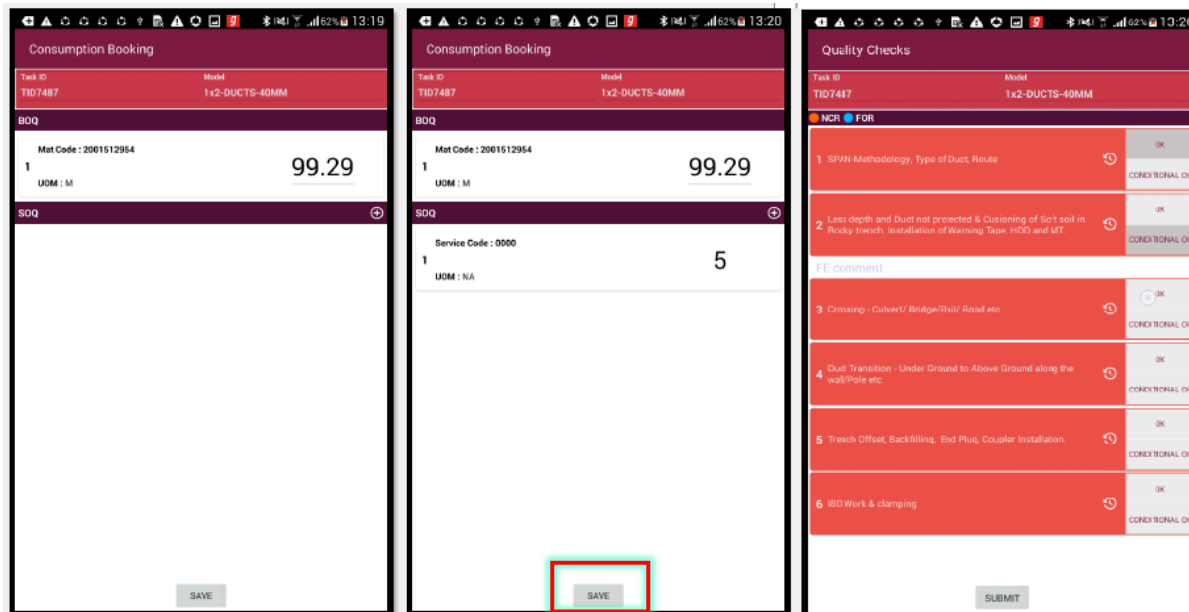 62% 13:19
Consumption Booking
Task ID
Model
TID7487
1x2-DUCTS-40MM
BOQ
Mat Code : 2001512954
1
99.29
UOM : M
SOQ
SAVE
62% 13:20
Consumption Booking
Task ID
Model
TID7487
1x2-DUCTS-40MM
BOQ
Mat Code : 2001512954
1
99.29
UOM : M
SOQ
Service Code : 0000
1
5
UOM : NA
SAVE
62% 13:20
Quality Checks
Task ID
Model
TID7487
1x2-DUCTS-40MM
NCR FOR
1 SPAN-Methodology, Type of Duct, Route
OK
CONDITIONAL OK
2 Less depth and Duct not protected & Cusioning of Soft soil in
Rocky trench. Installation of Warning Tape, HDD and MT.
OK
CONDITIONAL OK
FE comment
3 Crossing - Culvert/ Bridge/Rail/ Road etc
OK
CONDITIONAL OK
4 Duct Transition - Under Ground to Above Ground along the
wall/Pole etc.
OK
CONDITIONAL OK
5 Trench Offset, Backfilling, End Plug, Coupler Installation.
OK
CONDITIONAL OK
6 IBD Work & clamping
OK
CONDITIONAL OK
SUBMIT